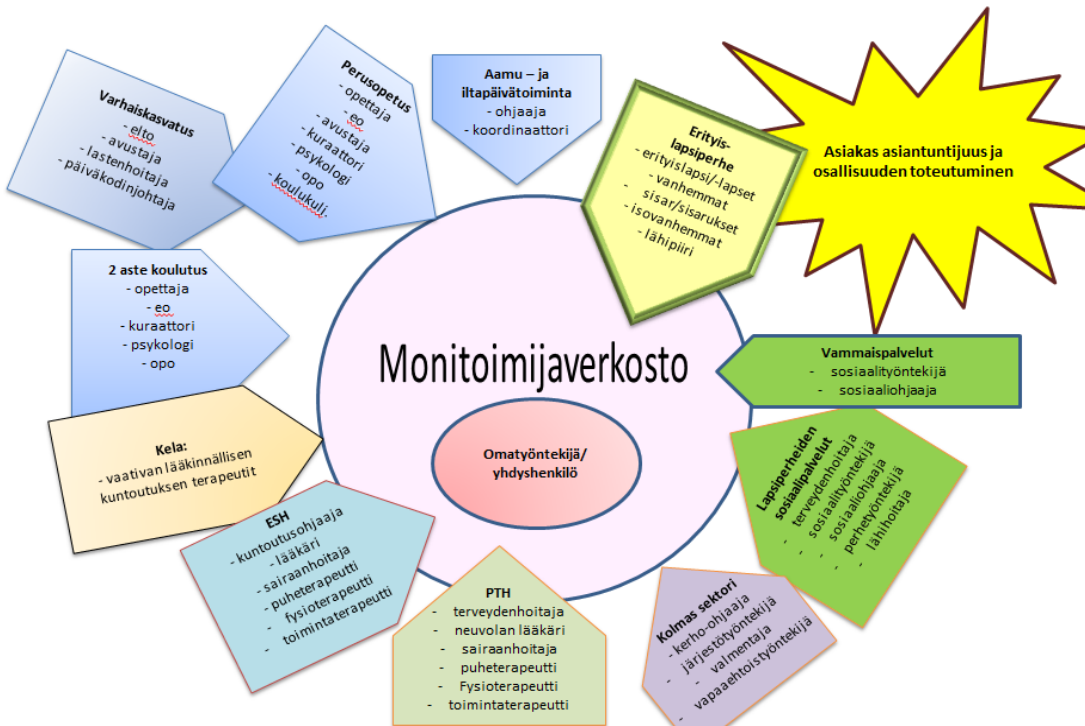 Varhaiskasvatus
- elto
- avustaja
- lastenhoitaja
- päiväkodinjohtaja
Perusopetus
- opettaja
- eo
- avustaja
- kuraattori
- psykologi
- opo
- koulukulj.
Aamu – ja
iltapäivätoiminta
- ohjaaja
- koordinaattori
Erityis-
lapsiperhe
- erityislapsi/-lapset
- vanhemmat
- sisar/sisarukset
- isovanhemmat
- lähipiiri
Asiakas asiantuntijuus ja
osallisuuden toteutuminen
2 aste koulutus
- opettaja
- eo
- kuraattori
- psykologi
- opo
Monitoimijaverkosto
Omatyöntekijä/
yhdyshenkilö
Vammaispalvelut
- sosiaalityöntekijä
- sosiaaliohjaaja
Kela:
- vaativan lääkinnällisen
kuntoutuksen terapeutit
Lapsiperheiden
sosiaalipalvelut
- terveydenhoitaja
- sosiaalityöntekijä
- sosiaaliohjaaja
- perhetyöntekijä
- lähihoitaja
ESH
- kuntoutusohjaaja
- lääkäri
- sairaanhoitaja
- puheterapeutti
- fysioterapeutti
- toimintaterapeutti
PTH
- terveydenhoitaja
- neuvolan lääkäri
- sairaanhoitaja
- puheterapeutti
- Fysioterapeutti
- toimintaterapeutti
Kolmas sektori
- kerho-ohjaaja
- järjestötyöntekijä
- valmentaja
- vapaaehtoistyöntekijä